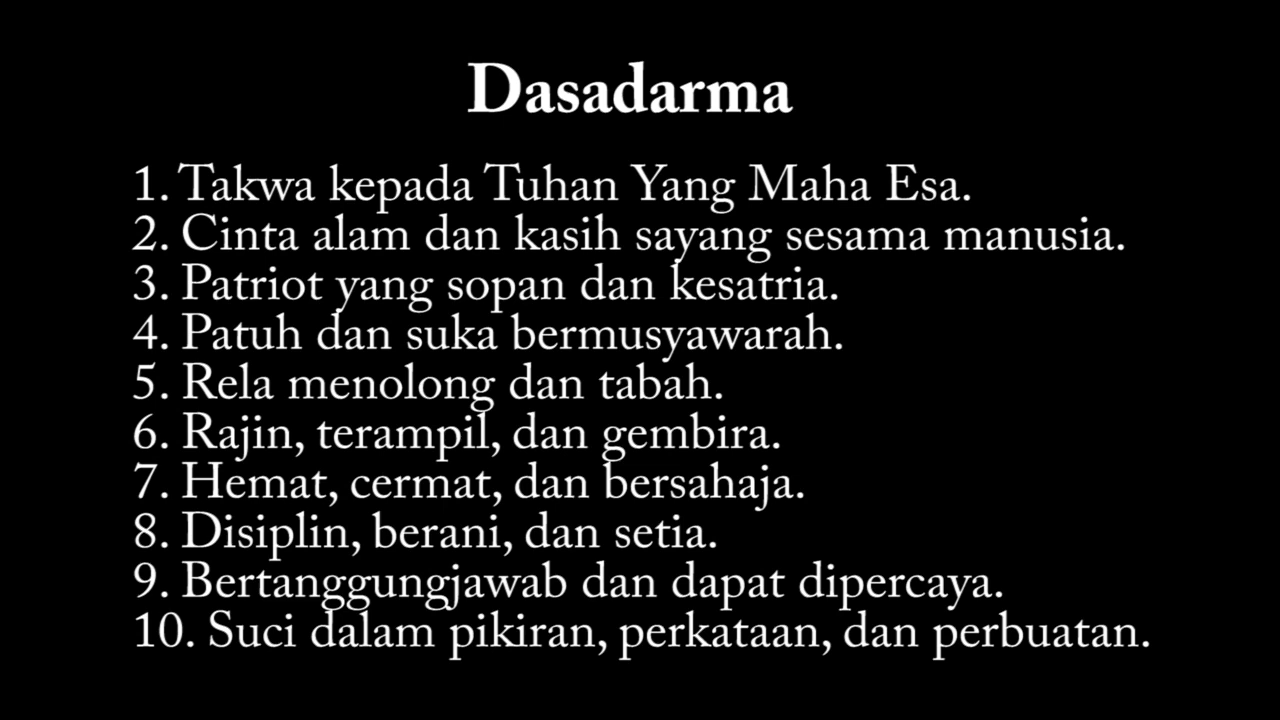 Dasadarma
1. Takwa kepada Tuhan Yang Maha Esa.
2. Cinta alam dan kasih sayang sesama manusia.
3. Patriot yang sopan dan kesatria.
4. Patuh dan suka bermusyawarah.
5. Rela menolong dan tabah.
6. Rajin, terampil, dan gembira.
7. Hemat, cermat, dan bersahaja.
8. Disiplin, berani, dan setia.
9. Bertanggungjawab dan dapat dipercaya.
10. Suci dalam pikiran, perkataan, dan perbuatan.